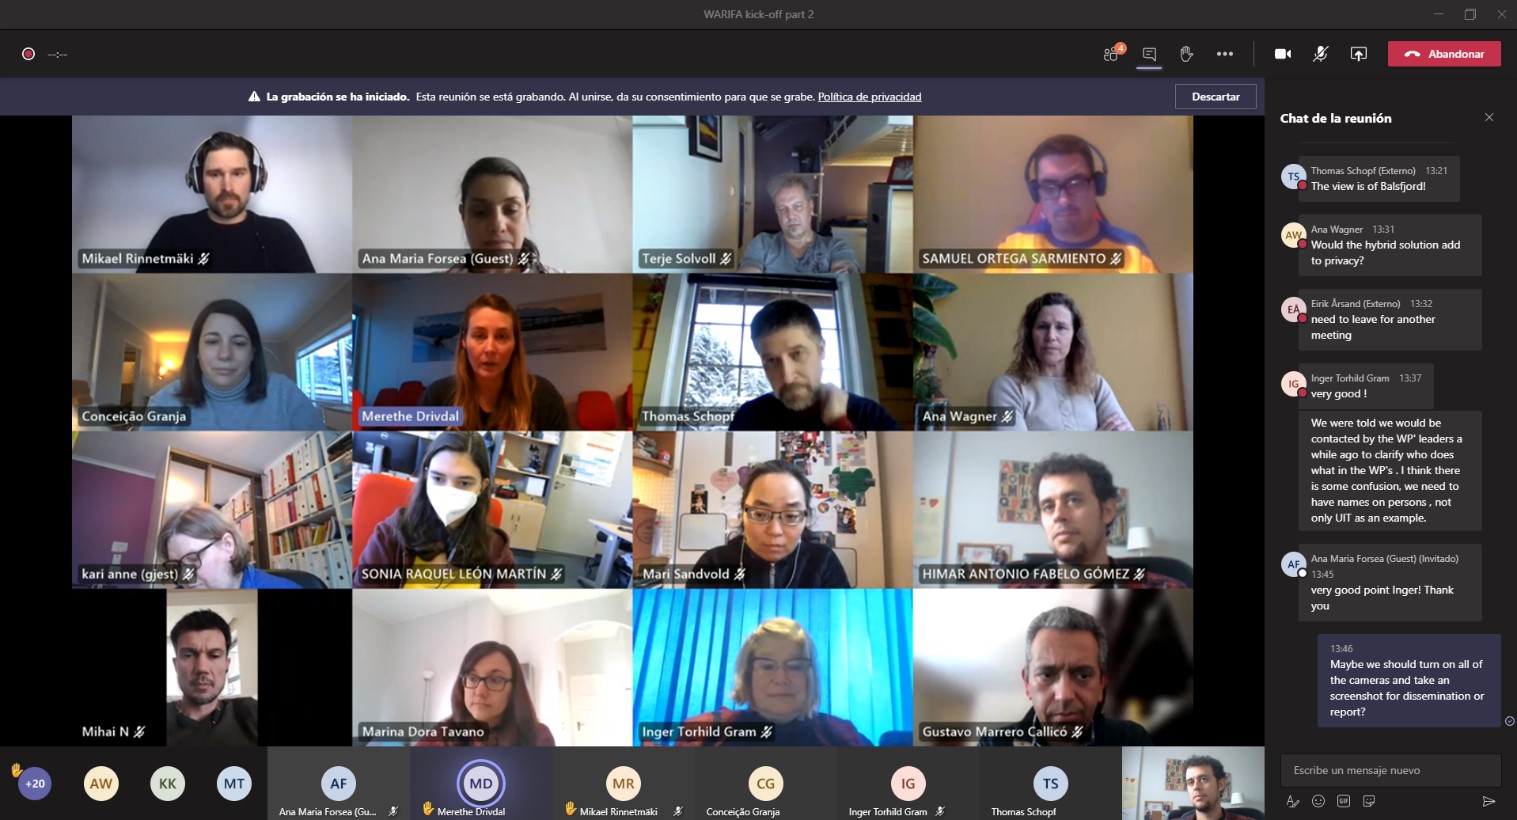 WARIFA kick-off part 2
--:--
4
Abandonar
La grabación se ha iniciado. Esta reunión se está grabando. Al unirse, da su consentimiento para que se grabe. Política de privacidad
Descartar
Mikael Rinnetmäki
Ana Maria Forsea (Guest)
Terje Solvoll
SAMUEL ORTEGA SARMIENTO
Conceição Granja
Merethe Drivdal
Thomas Schopf
Ana Wagner
kari anne (gjest)
SONIA RAQUEL LEÓN MARTÍN
Mari Sandvold
HIMAR ANTONIO FABELO GÓMEZ
Mihai N
Marina Dora Tavano
Inger Torhild Gram
Gustavo Marrero Callicó
+20
AW
KK
MT
AF
Ana Maria Forsea (Gu...
MD
Merethe Drivdal
MR
Mikael Rinnetmäki
CG
Conceição Granja
IG
Inger Torhild Gram
TS
Thomas Schopf
Chat de la reunión
TS
Thomas Schopf (Externo) 13:21
The view is of Balsfjord!
AW
Ana Wagner 13:31
Would the hybrid solution add
to privacy?
EÅ
Eirik Årsand (Externo) 13:32
need to leave for another
meeting
IG
Inger Torhild Gram 13:37
very good !
We were told we would be
contacted by the WP' leaders a
while ago to clarify who does
what in the WP's . I think there
is some confusion, we need to
have names on persons , not
only UIT as an example.
AF
Ana Maria Forsea (Guest) (Invitado)
13:45
very good point Inger! Thank
you
13:46
Maybe we should turn on all of
the cameras and take an
screenshot for dissemination or
report?
Escribe un mensaje nuevo
GIF